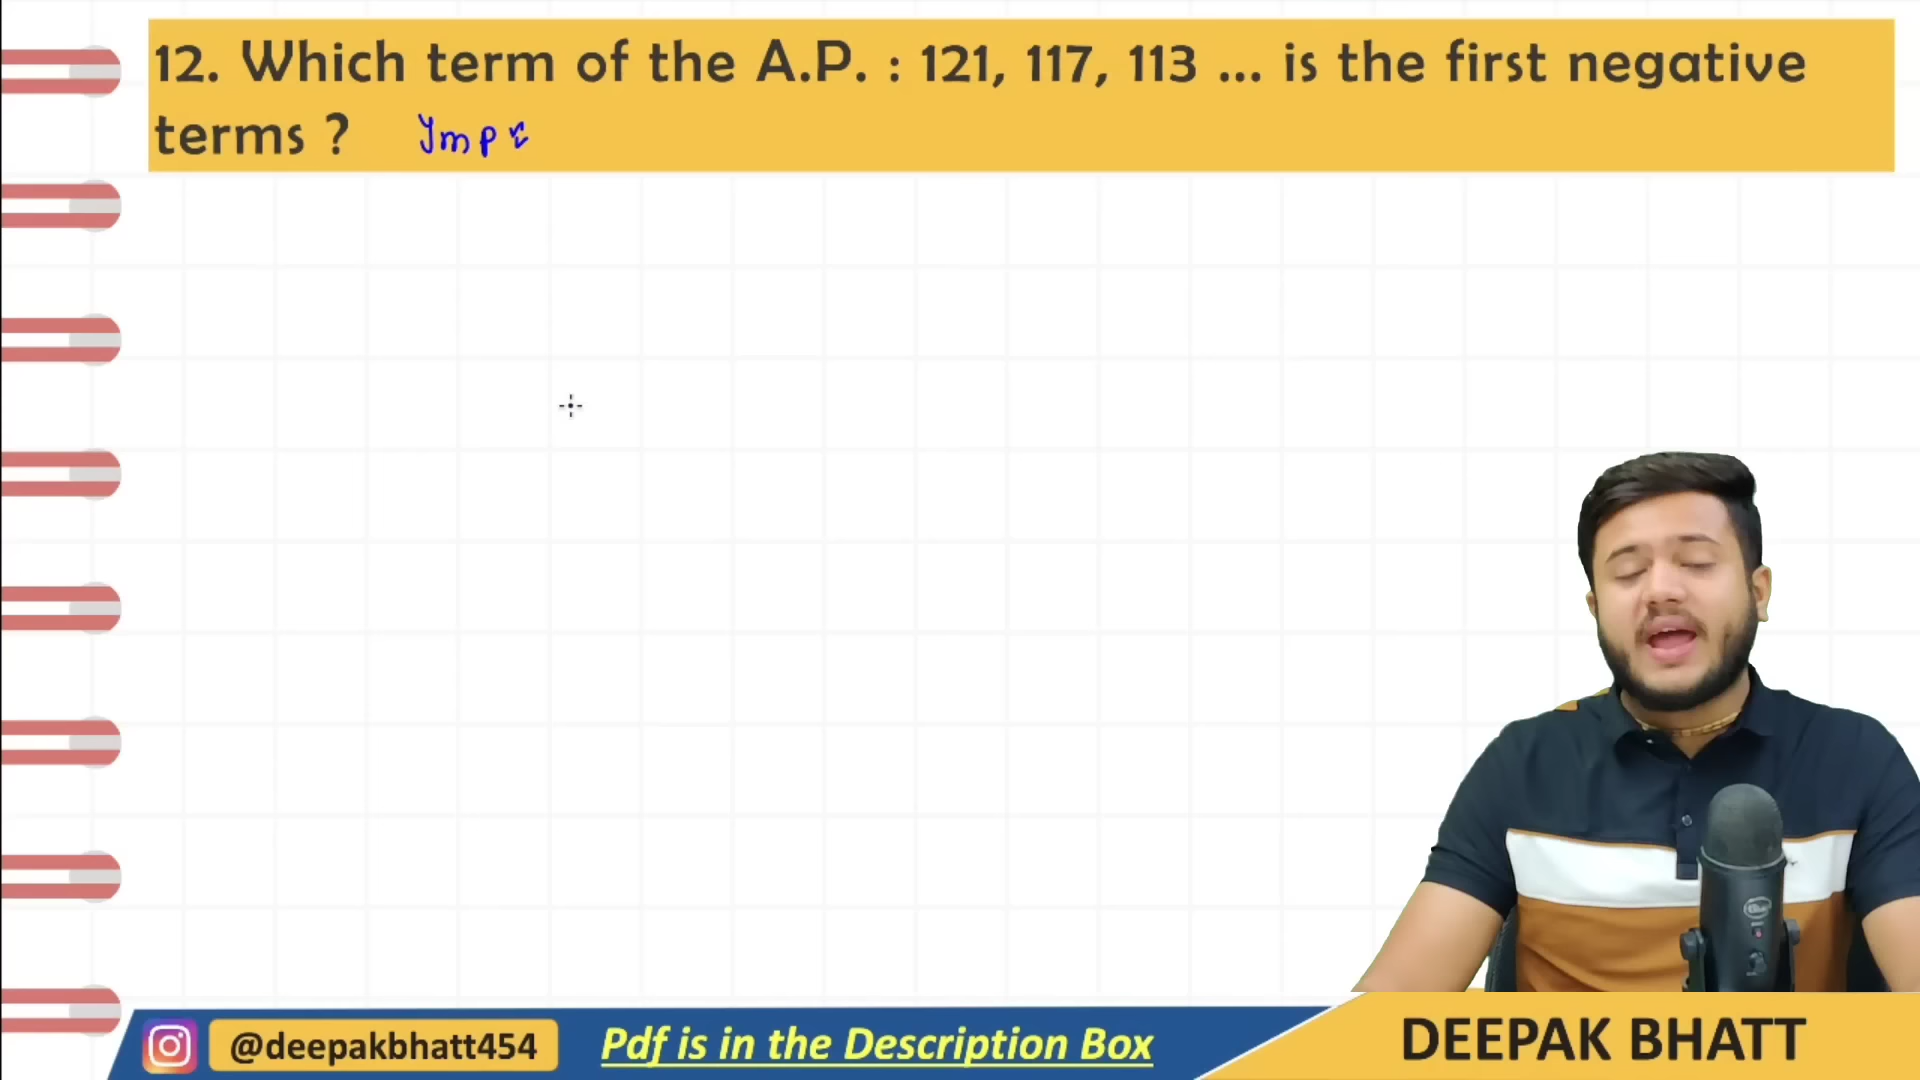 12. Which term of the A.P. : 121, 117, 113 ... is the first negative
terms ? Imp
@deepakbhatt454
Pdf is in the Description Box
DEEPAK BHATT